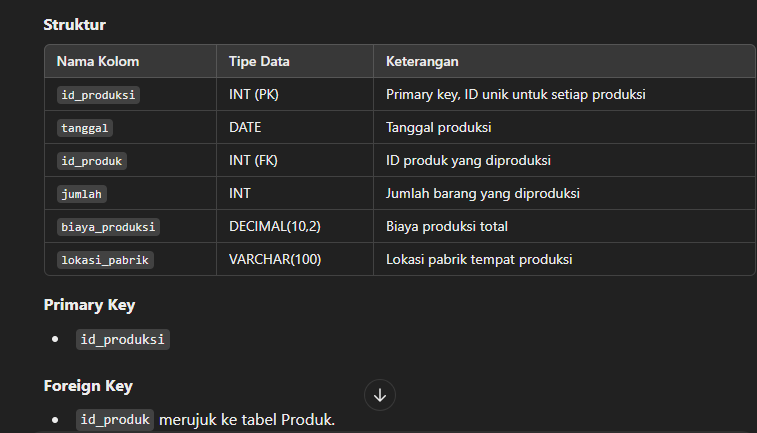 Struktur
Nama Kolom Tipe Data Keterangan
id_produksi INT (PK) Primary key, ID unik untuk setiap produksi
tanggal DATE Tanggal produksi
id_produk INT (FK) ID produk yang diproduksi
jumlah INT Jumlah barang yang diproduksi
biaya_produksi DECIMAL(10,2) Biaya produksi total
lokasi_pabrik VARCHAR(100) Lokasi pabrik tempat produksi
Primary Key
• id_produksi
Foreign Key
• id_produk merujuk ke tabel Produk.